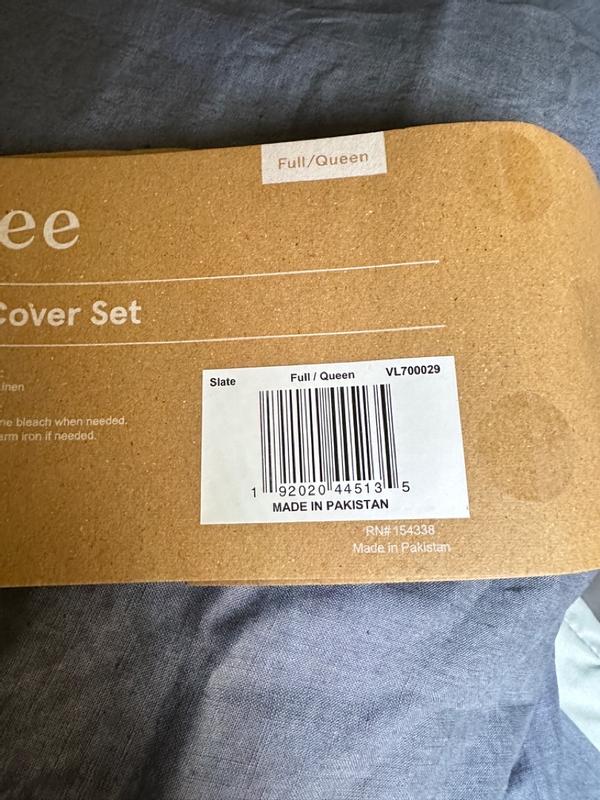 Full/Queen
ee
Cover Set
Linen
ne bleach when needed.
arm iron if needed.
Slate Full / Queen VL700029
1 92020 44513 5
MADE IN PAKISTAN
RN# 154338
Made in Pakistan